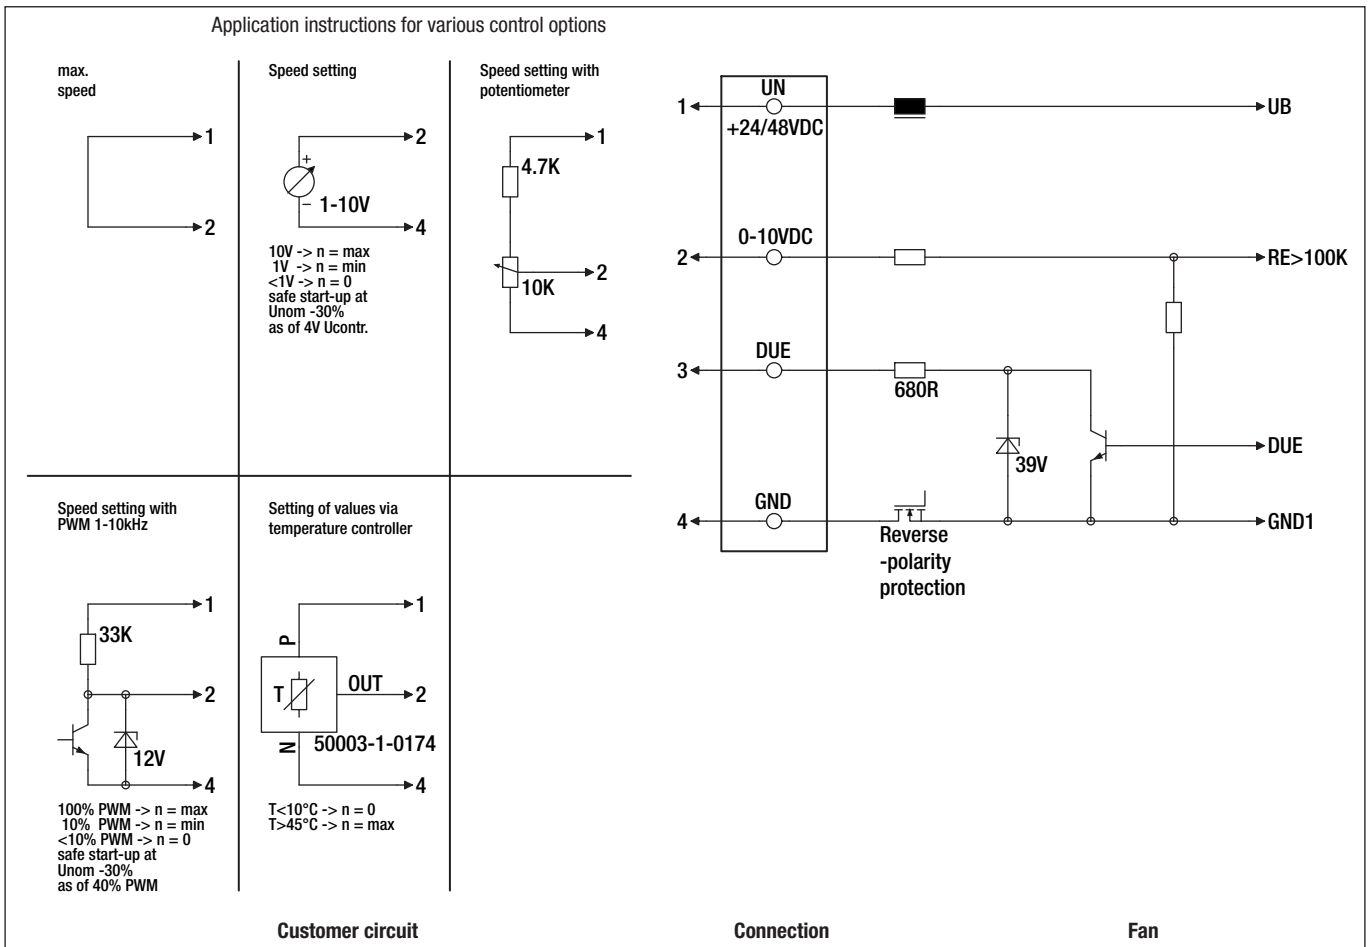 Application instructions for various control options
max.
speed
1
2
Speed setting
2
+
– 1-10V
4
10V -> n = max
1V -> n = min
<1V -> n = 0
safe start-up at
Unom -30%
as of 4V Ucontr.
Speed setting with
potentiometer
1
4.7K
2
10K
4
Speed setting with
PWM 1-10kHz
1
33K
2
12V
4
100% PWM -> n = max
10% PWM -> n = min
<10% PWM -> n = 0
safe start-up at
Unom -30%
as of 40% PWM
Setting of values via
temperature controller
1
P
T
OUT
2
N
50003-1-0174
4
T<10°C -> n = 0
T>45°C -> n = max
1
UN
+24/48VDC
UB
2
0-10VDC
RE>100K
3
DUE
680R
39V
DUE
4
GND
GND1
Reverse
-polarity
protection
Customer circuit
Connection
Fan